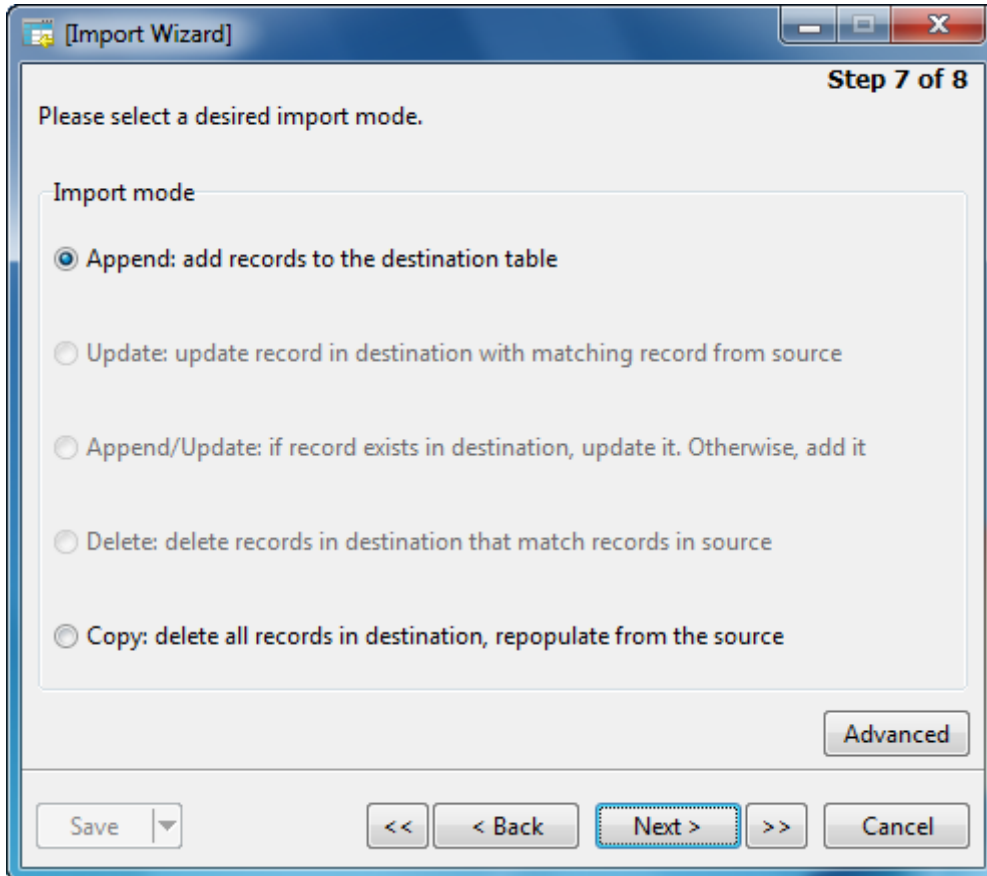 [Import Wizard]
Step 7 of 8
Please select a desired import mode.
Import mode
Append: add records to the destination table
Update: update record in destination with matching record from source
Append/Update: if record exists in destination, update it. Otherwise, add it
Delete: delete records in destination that match records in source
Copy: delete all records in destination, repopulate from the source
Advanced
Save << < Back Next > >> Cancel